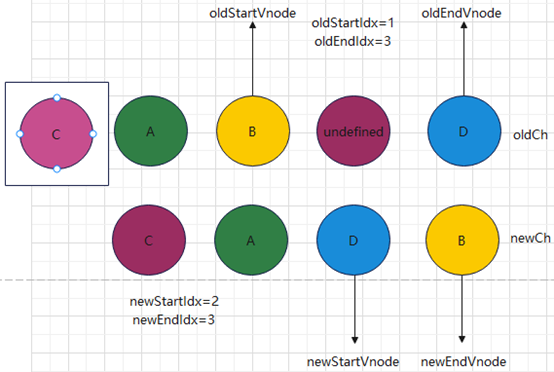 oldStartVnode
oldStartIdx=1
oldEndIdx=3
oldEndVnode
C
A
B
undefined
D
oldCh
C
A
D
B
newCh
newStartIdx=2
newEndIdx=3
newStartVnode
newEndVnode